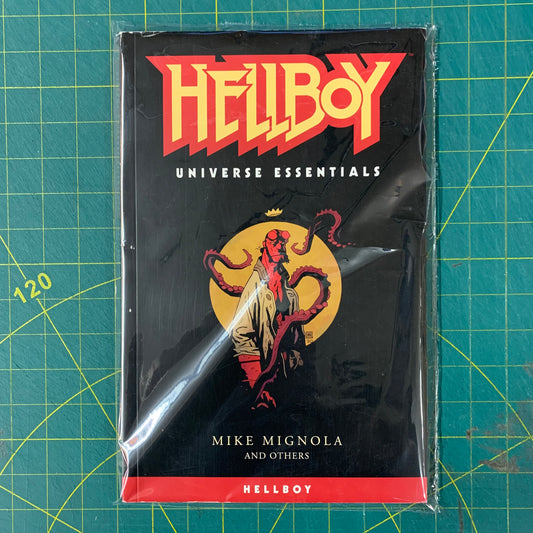 HELLBOY
UNIVERSE ESSENTIALS
120
MIKE MIGNOLA
AND OTHERS
HELLBOY